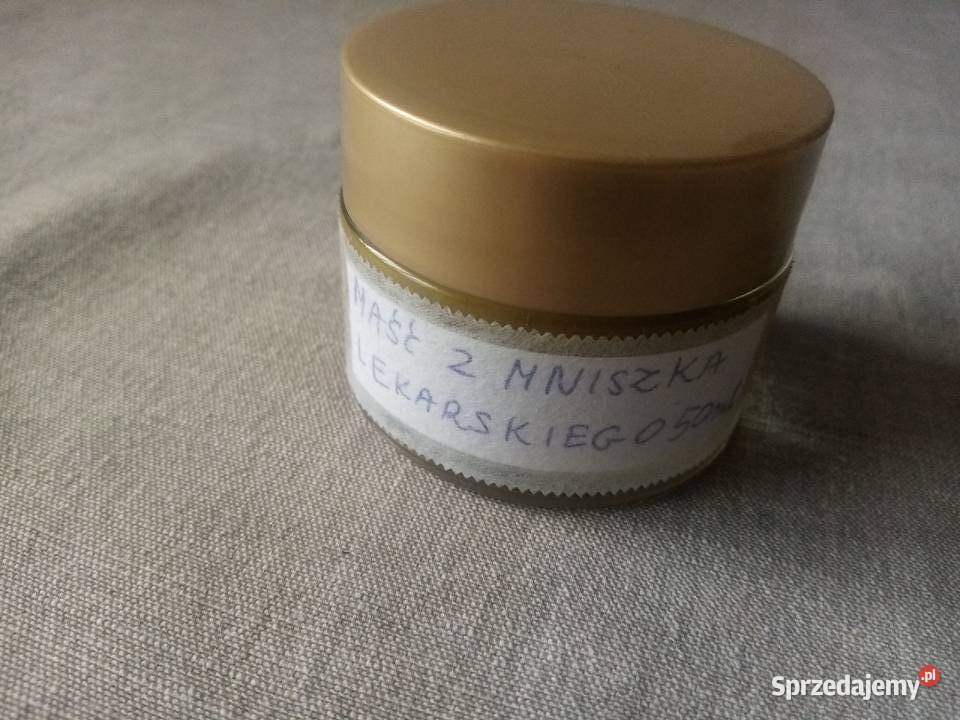 MAŚĆ Z MNISZKA
LEKARSKIEGO 50ml
Sprzedajemy.pl